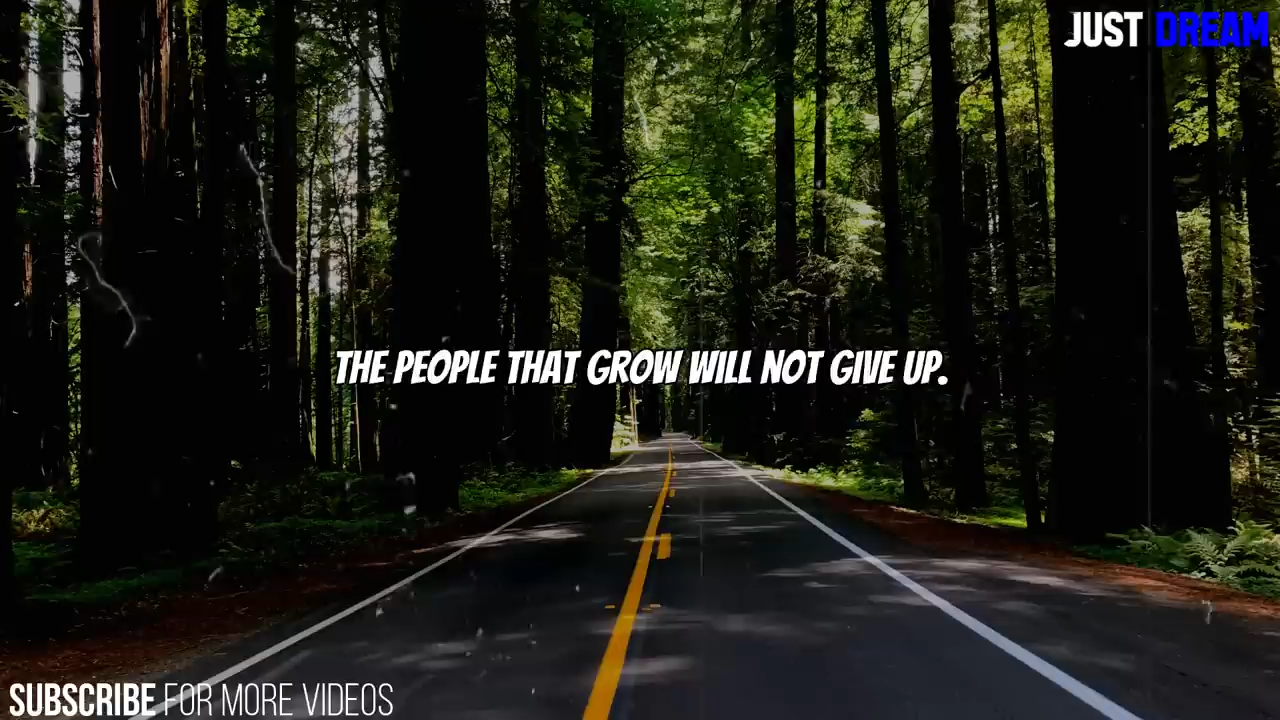 JUST DREAM
THE PEOPLE THAT GROW WILL NOT GIVE UP.
SUBSCRIBE FOR MORE VIDEOS